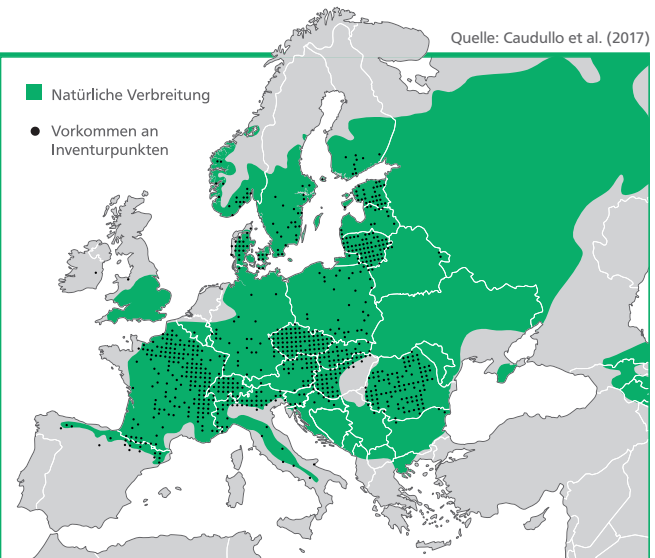 Quelle: Caudullo et al. (2017)
Natürliche Verbreitung
Vorkommen an
Inventurpunkten